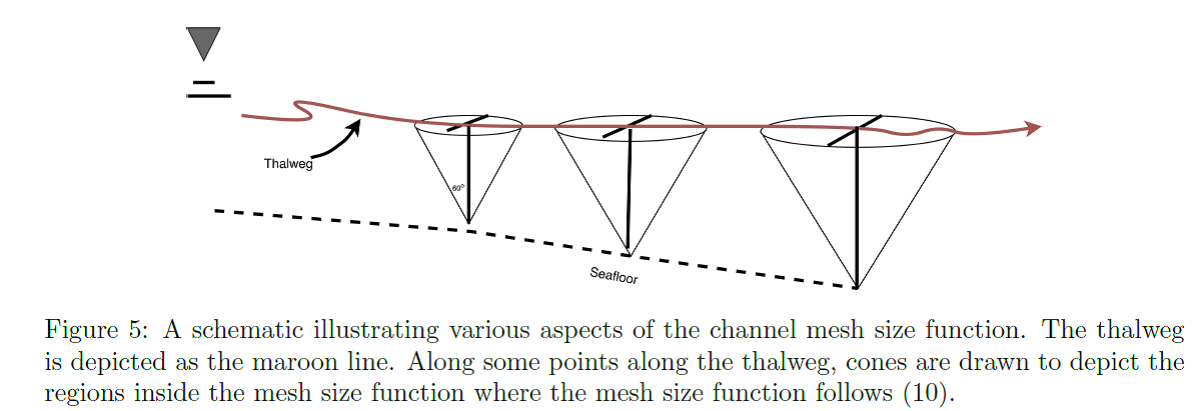 Thalweg
60°
Seafloor
Figure 5: A schematic illustrating various aspects of the channel mesh size function. The thalweg
is depicted as the maroon line. Along some points along the thalweg, cones are drawn to depict the
regions inside the mesh size function where the mesh size function follows (10).